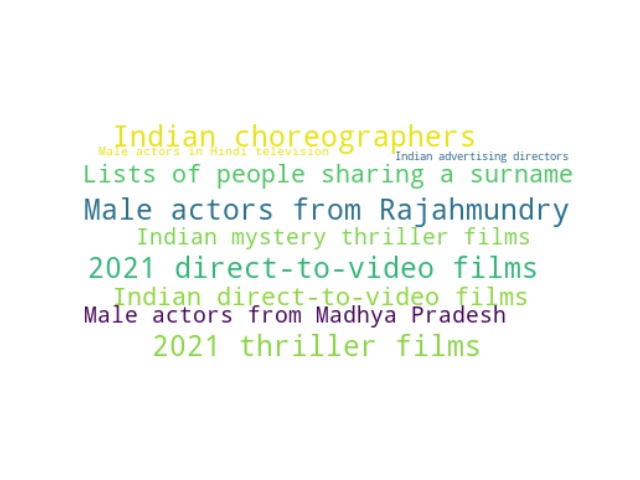 Indian choreographers
Male actors in Hindi television
Indian advertising directors
Lists of people sharing a surname
Male actors from Rajahmundry
Indian mystery thriller films
2021 direct-to-video films
Indian direct-to-video films
Male actors from Madhya Pradesh
2021 thriller films